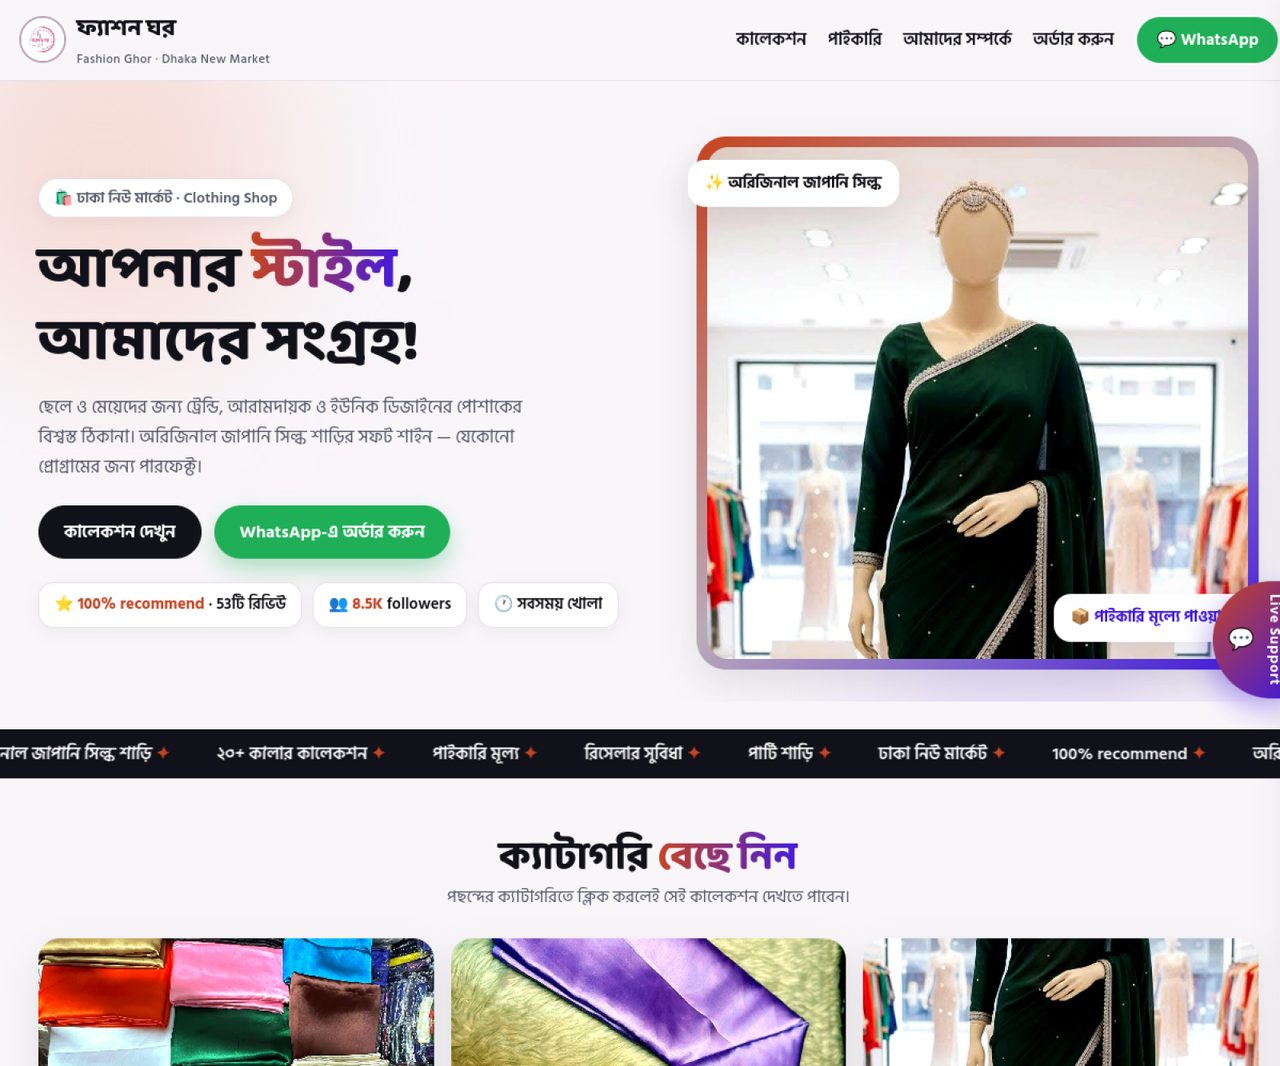 ফ্যাশন ঘর
Fashion Ghor · Dhaka New Market
কালেকশন
পাইকারি
আমাদের সম্পর্কে
অর্ডার করুন
💬 WhatsApp
🛍️ ঢাকা নিউ মার্কেট · Clothing Shop
আপনার স্টাইল,
আমাদের সংগ্রহ!
ছেলে ও মেয়েদের জন্য ট্রেন্ডি, আরামদায়ক ও ইউনিক ডিজাইনের পোশাকের
বিশ্বস্ত ঠিকানা। অরিজিনাল জাপানি সিল্ক শাড়ির সফট শাইন — যেকোনো
প্রোগ্রামের জন্য পারফেক্ট।
কালেকশন দেখুন
WhatsApp-এ অর্ডার করুন
⭐ 100% recommend · 53টি রিভিউ
👥 8.5K followers
🕐 সবসময় খোলা
✨ অরিজিনাল জাপানি সিল্ক
📦 পাইকারি মূল্যে
💬 Live Support
জাপানি সিল্ক শাড়ি ✦ ২০+ কালার কালেকশন ✦ পাইকারি মূল্য ✦ রিসেলার সুবিধা ✦ পার্টি শাড়ি ✦ ঢাকা নিউ মার্কেট ✦ 100% recommend ✦
ক্যাটাগরি বেছে নিন
পছন্দের ক্যাটাগরিতে ক্লিক করলেই সেই কালেকশন দেখতে পাবেন।